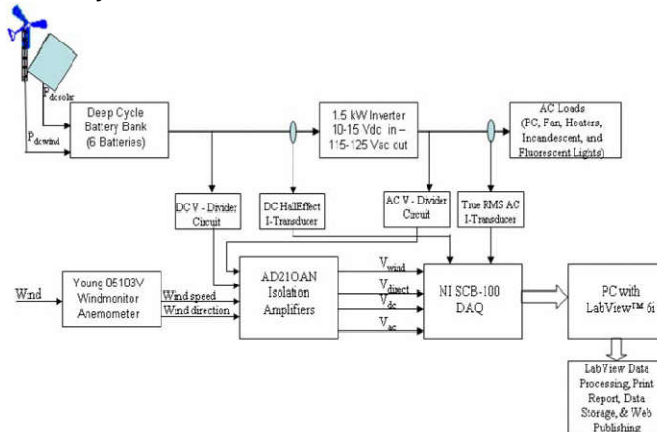 P dcsolar
P dcwind
Deep Cycle
Battery Bank
(6 Batteries)
1.5 kW Inverter
10-15 Vdc in –
115-125 Vac out
AC Loads
(PC, Fan, Heaters,
Incandescent, and
Fluorescent Lights)
DC V - Divider
Circuit
DC HallEffect
I-Transducer
AC V - Divider
Circuit
True RMS AC
I-Transducer
Wind
Young 05103V
Windmonitor
Anemometer
Wind speed
Wind direction
AD21OAN
Isolation
Amplifiers
V wind
V direct
V dc
V ac
NI SCB-100
DAQ
PC with
LabView™ 6i
LabView Data
Processing, Print
Report, Data
Storage, & Web
Publishing